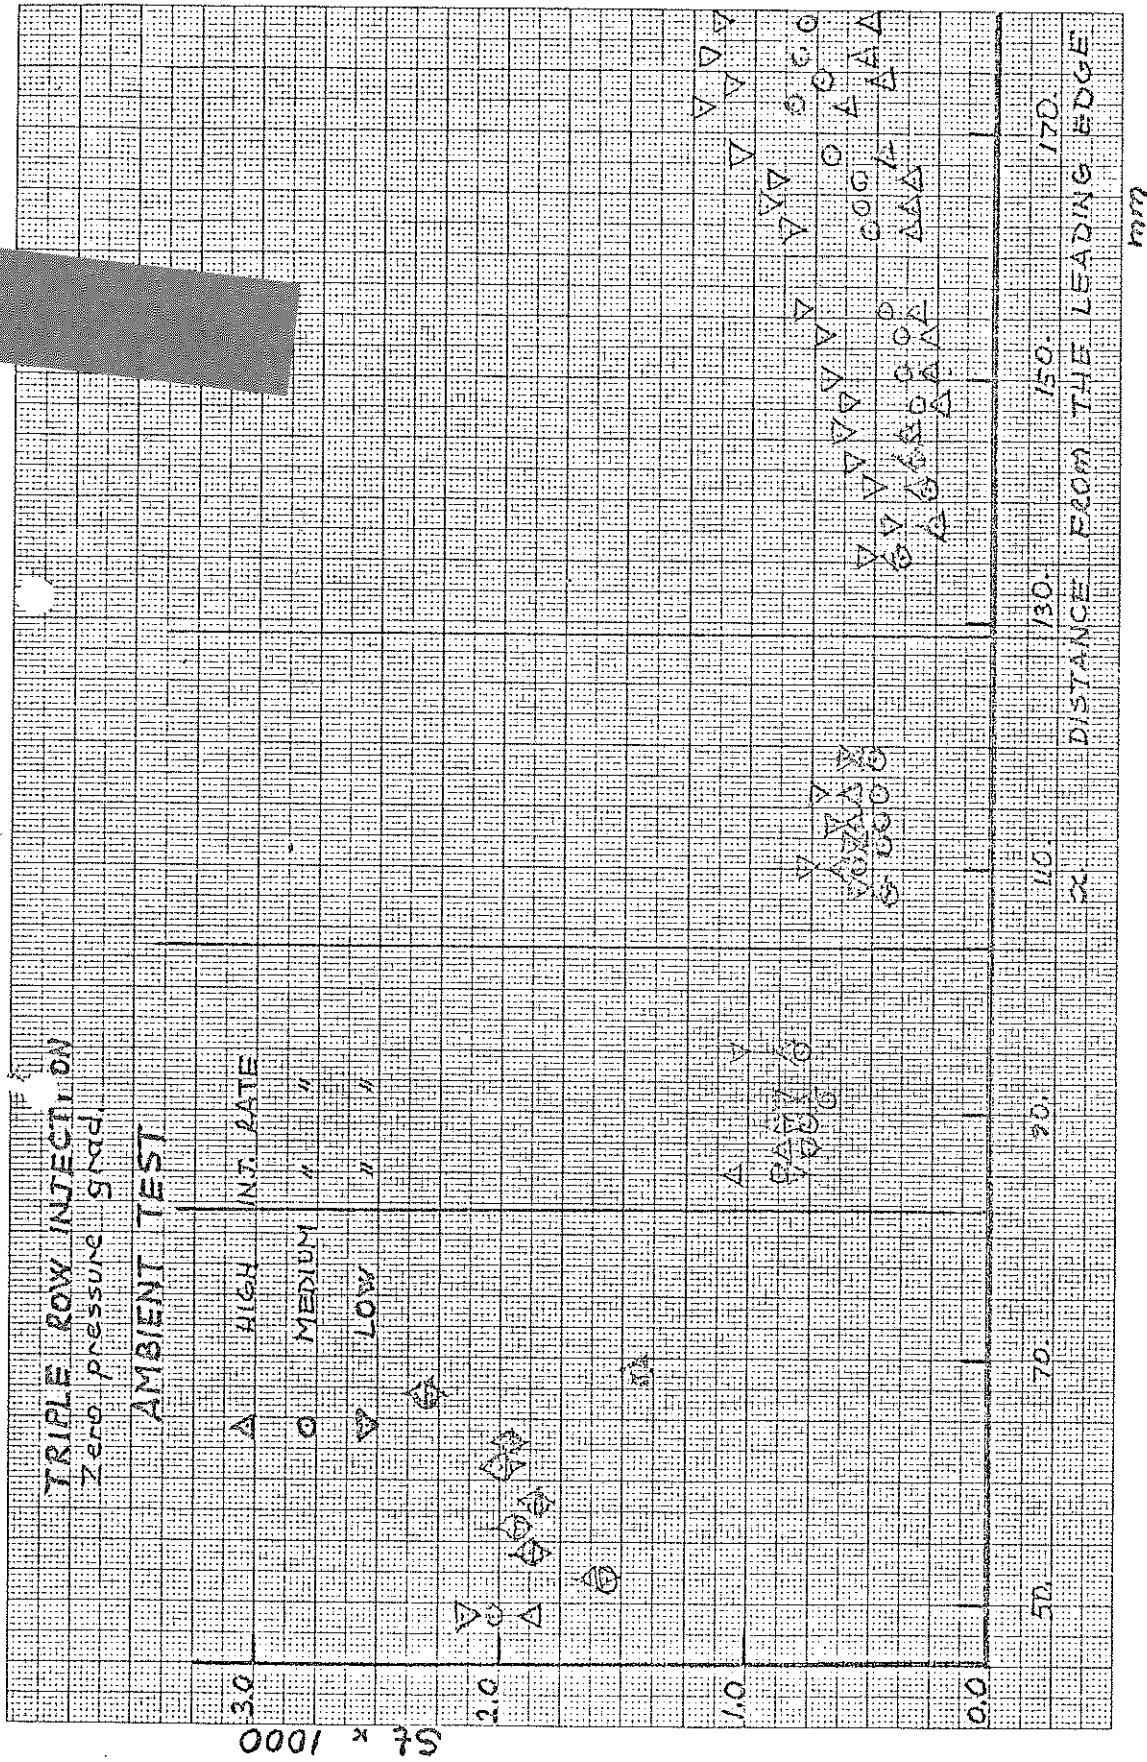 TRIPLE ROW INJECTION
Zero pressure grad.
AMBIENT TEST
△ HIGH INJ. RATE
○ MEDIUM " "
▽ LOW " "
St x 1000
3.0
2.0
1.0
0.0
50. 70. 90. 110. 130. 150. 170.
x DISTANCE FROM THE LEADING EDGE
mm